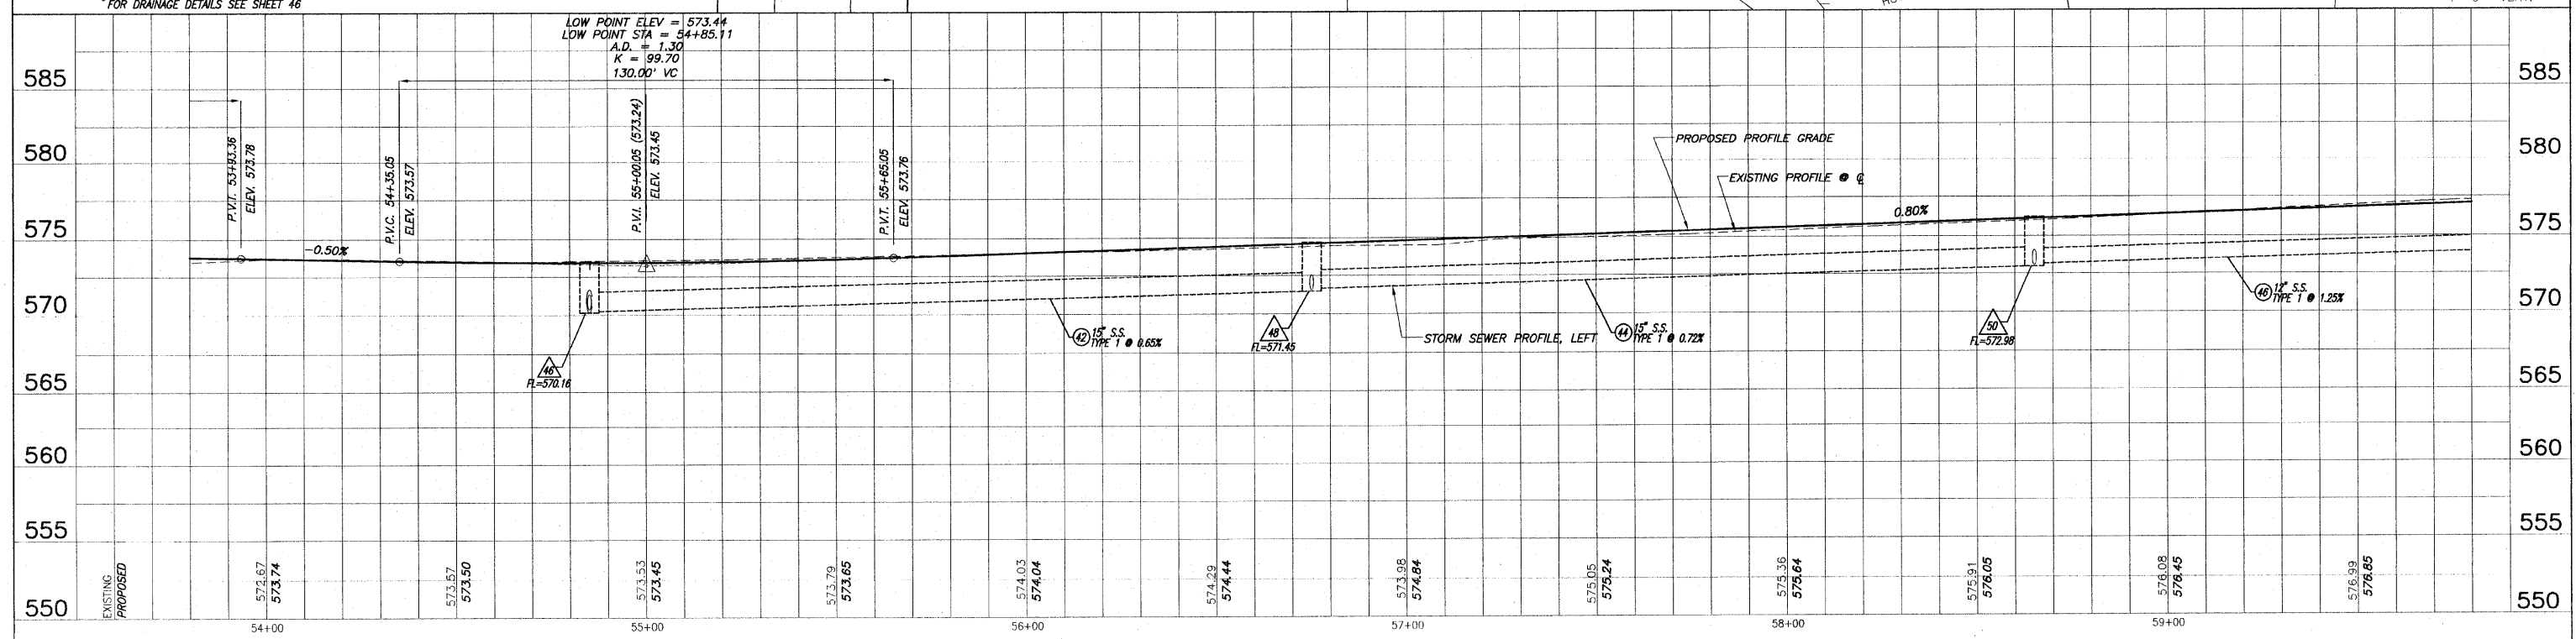 FOR DRAINAGE DETAILS SEE SHEET 46
LOW POINT ELEV = 573.44
LOW POINT STA = 54+85.11
A.D. = 1.30
K = 99.70
130.00' VC
585
585
P.V.T. 53+93.36
ELEV. 573.78
P.V.C. 54+35.05
ELEV. 573.57
P.V.I. 55+00.05 (573.24)
ELEV. 573.45
P.V.T. 55+65.05
ELEV. 573.76
PROPOSED PROFILE GRADE
EXISTING PROFILE @ ℄
580
580
-0.50%
0.80%
575
575
570
570
42 15" S.S.
TYPE 1 @ 0.65%
48
FL=571.45
STORM SEWER PROFILE, LEFT
44 15" S.S.
TYPE 1 @ 0.72%
50
FL=572.98
46 12" S.S.
TYPE 1 @ 1.25%
46
FL=570.16
565
565
560
560
555
555
550
550
EXISTING
PROPOSED
572.67
573.74
573.57
573.50
573.53
573.45
573.79
573.65
574.03
574.04
574.29
574.44
573.98
574.84
575.05
575.24
575.36
575.64
575.91
576.05
576.08
576.45
576.99
576.85
54+00
55+00
56+00
57+00
58+00
59+00